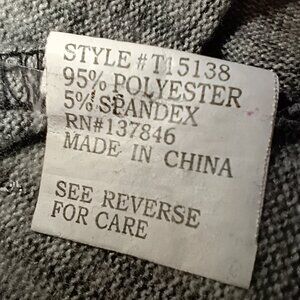 STYLE #T15138
95% POLYESTER
5% SPANDEX
RN#137846
MADE IN CHINA
SEE REVERSE
FOR CARE